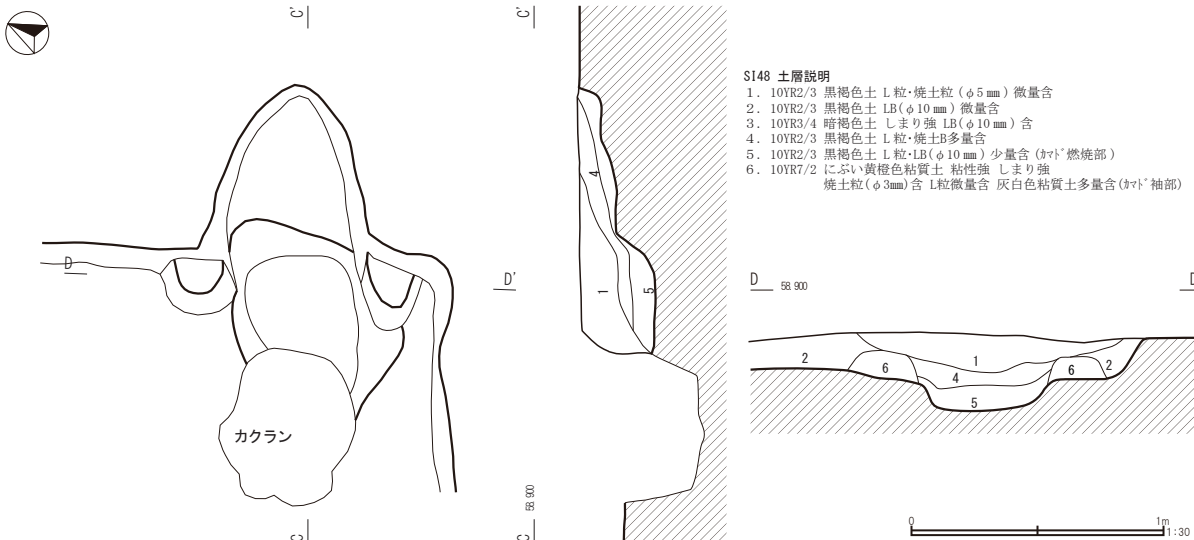 C'
C'
SI48 土層説明
1. 10YR2/3 黒褐色土 L粒・焼土粒(φ5㎜)微量含
2. 10YR2/3 黒褐色土 LB(φ10㎜)微量含
3. 10YR3/4 暗褐色土 しまり強 LB(φ10㎜)含
4. 10YR2/3 黒褐色土 L粒・焼土B多量含
5. 10YR2/3 黒褐色土 L粒・LB(φ10㎜)少量含(ｶﾏﾄﾞ燃焼部)
6. 10YR7/2 にぶい黄橙色粘質土 粘性強 しまり強
焼土粒(φ3㎜)含 L粒微量含 灰白色粘質土多量含(ｶﾏﾄﾞ袖部)
4
D
D'
1
5
D 58.900
D
2
6
1
4
5
6
2
カクラン
58.900
C
C
0
1m
1:30